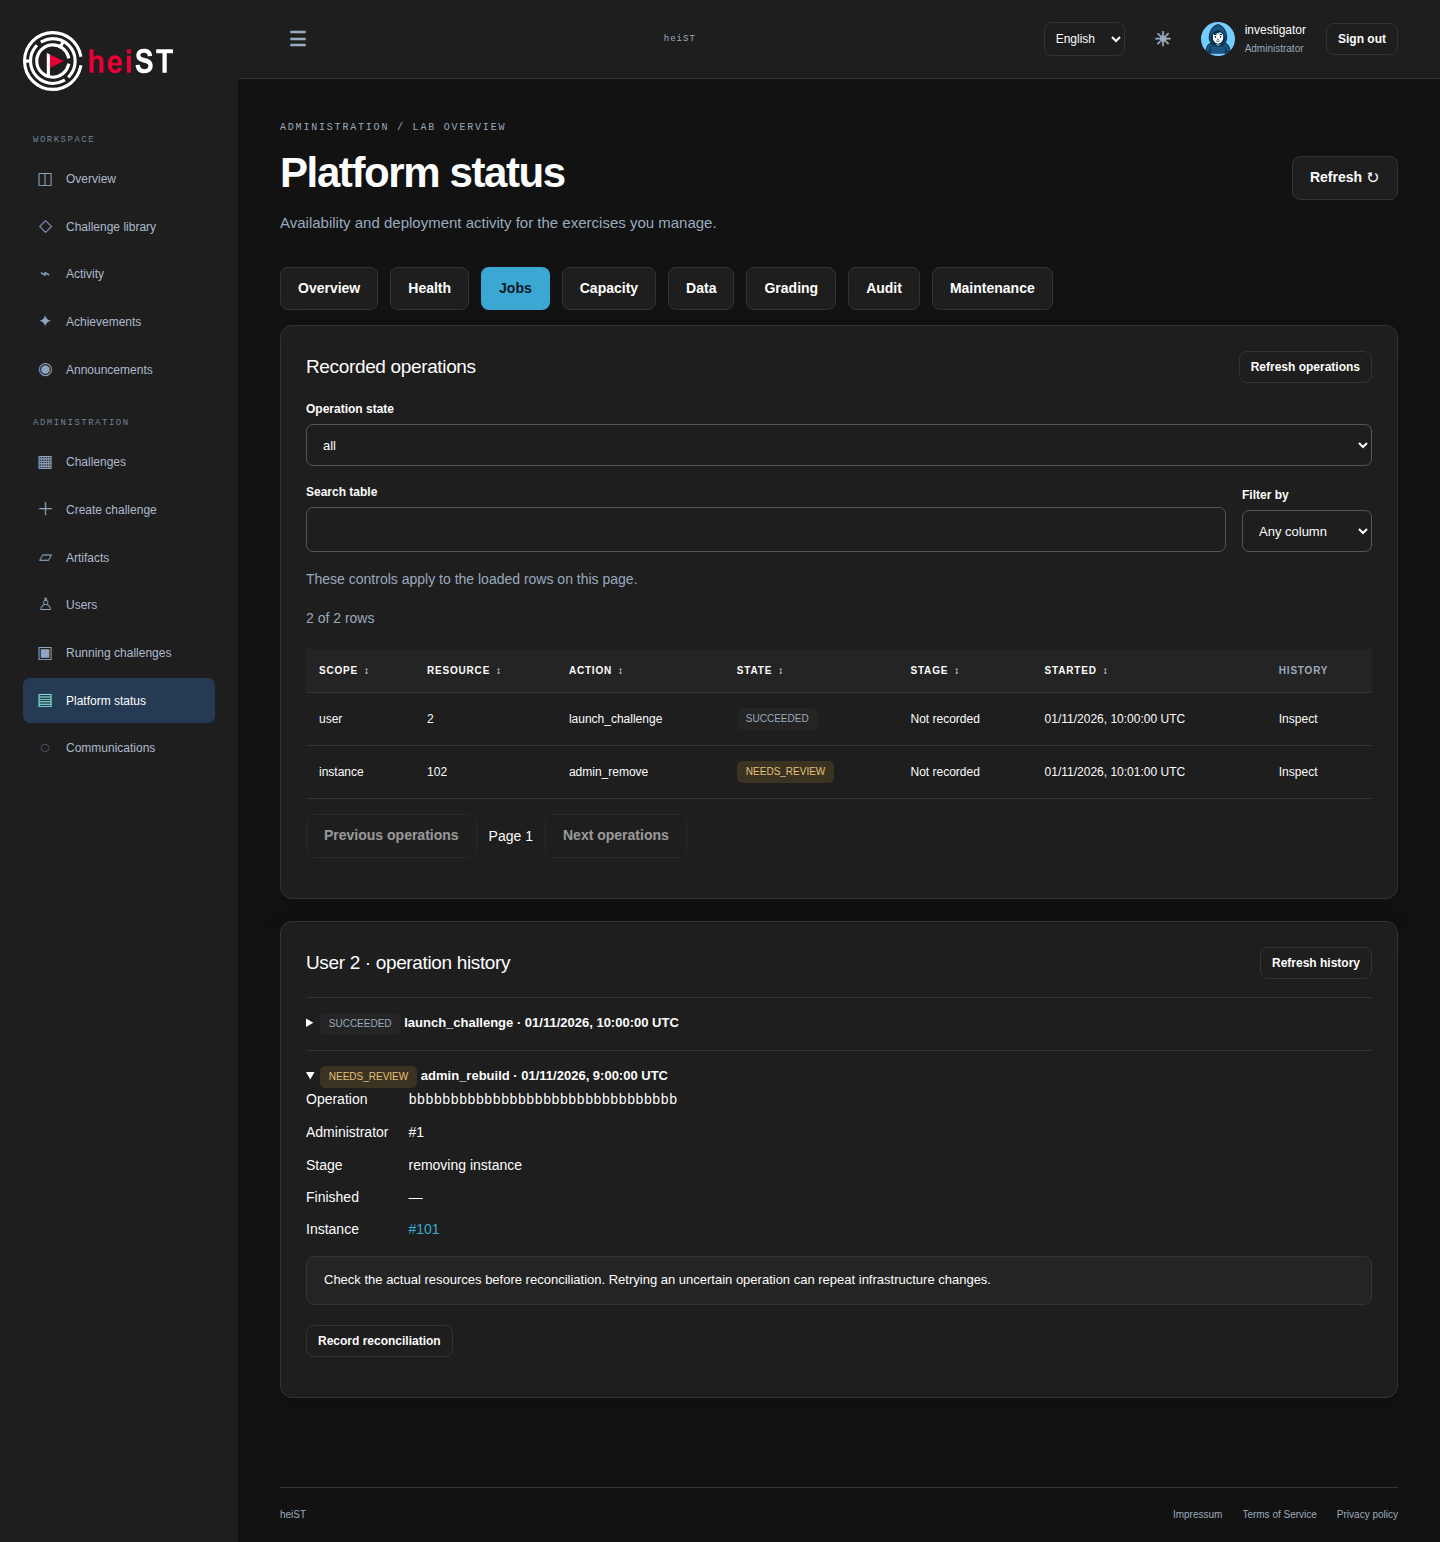 heiST
heiST
English
investigator
Administrator
Sign out
WORKSPACE
Overview
Challenge library
Activity
Achievements
Announcements
ADMINISTRATION
Challenges
Create challenge
Artifacts
Users
Running challenges
Platform status
Communications
ADMINISTRATION / LAB OVERVIEW
Platform status
Refresh ↻
Availability and deployment activity for the exercises you manage.
Overview Health Jobs Capacity Data Grading Audit Maintenance
Recorded operations
Refresh operations
Operation state
all
Search table
Filter by
Any column
These controls apply to the loaded rows on this page.
2 of 2 rows
SCOPE ↕ RESOURCE ↕ ACTION ↕ STATE ↕ STAGE ↕ STARTED ↕ HISTORY
user 2 launch_challenge SUCCEEDED Not recorded 01/11/2026, 10:00:00 UTC Inspect
instance 102 admin_remove NEEDS_REVIEW Not recorded 01/11/2026, 10:01:00 UTC Inspect
Previous operations Page 1 Next operations
User 2 · operation history
Refresh history
SUCCEEDED launch_challenge · 01/11/2026, 10:00:00 UTC
NEEDS_REVIEW admin_rebuild · 01/11/2026, 9:00:00 UTC
Operation bbbbbbbbbbbbbbbbbbbbbbbbbbbbbbbb
Administrator #1
Stage removing instance
Finished —
Instance #101
Check the actual resources before reconciliation. Retrying an uncertain operation can repeat infrastructure changes.
Record reconciliation
heiST
Impressum Terms of Service Privacy policy